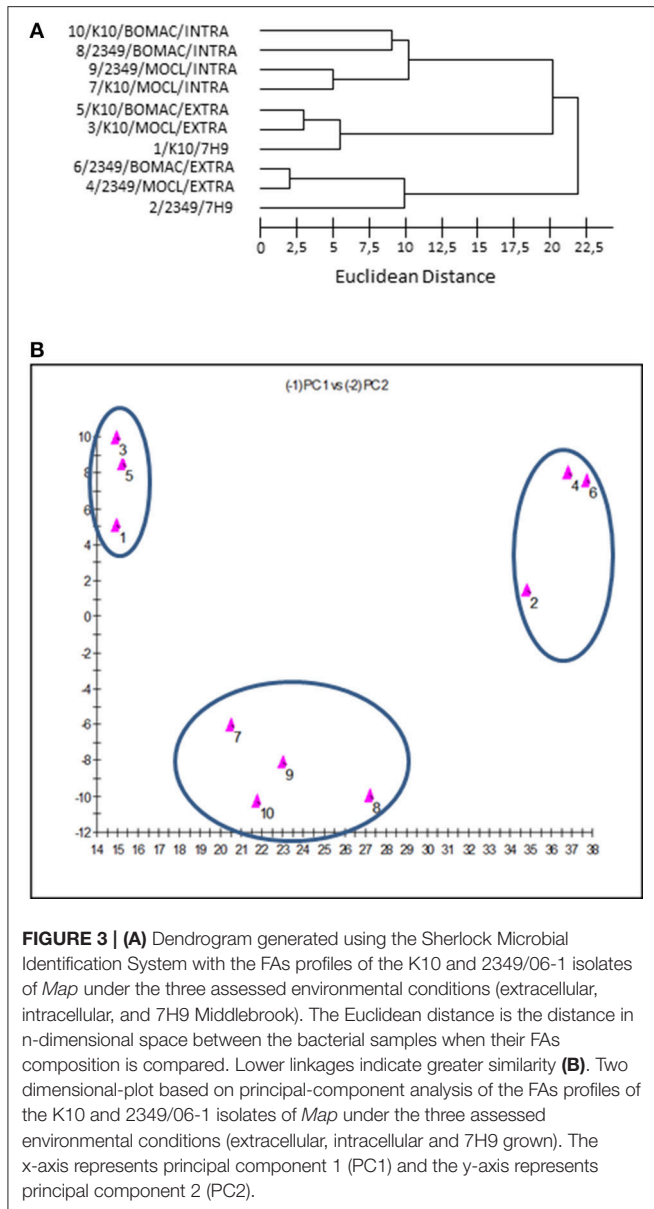 A
10/K10/BOMAC/INTRA
8/2349/BOMAC/INTRA
9/2349/MOCL/INTRA
7/K10/MOCL/INTRA
5/K10/BOMAC/EXTRA
3/K10/MOCL/EXTRA
1/K10/7H9
6/2349/BOMAC/EXTRA
4/2349/MOCL/EXTRA
2/2349/7H9
0 2,5 5 7,5 10 12,5 15 17,5 20 22,5
Euclidean Distance
B
(-1)PC1 vs (-2)PC2
10
3
8
5
4
6
6
1
4
2
2
0
-2
-4
-6
7
-8
9
-10
10
8
-12
14 15 16 17 18 19 20 21 22 23 24 25 26 27 28 29 30 31 32 33 34 35 36 37 38
FIGURE 3 | (A) Dendrogram generated using the Sherlock Microbial
Identification System with the FAs profiles of the K10 and 2349/06-1 isolates
of Map under the three assessed environmental conditions (extracellular,
intracellular, and 7H9 Middlebrook). The Euclidean distance is the distance in
n-dimensional space between the bacterial samples when their FAs
composition is compared. Lower linkages indicate greater similarity (B). Two
dimensional-plot based on principal-component analysis of the FAs profiles of
the K10 and 2349/06-1 isolates of Map under the three assessed
environmental conditions (extracellular, intracellular and 7H9 grown). The
x-axis represents principal component 1 (PC1) and the y-axis represents
principal component 2 (PC2).